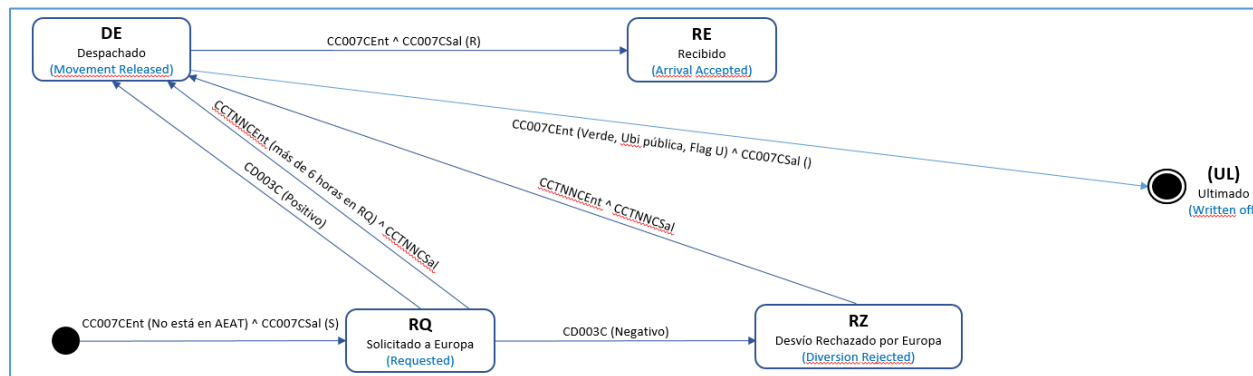 DE
Despachado
(Movement Released)
CC007CEnt ^ CC007CSal (R)
RE
Recibido
(Arrival Accepted)
CC007CEnt (Verde, Ubi pública, Flag U) ^ CC007CSal ()
(UL)
Ultimado
(Written off
CCTNNCEnt (más de 6 horas en RQ) ^ CCTNNCSal
CD003C (Positivo)
CCTNNCEnt ^ CCTNNCSal
CC007CEnt (No está en AEAT) ^ CC007CSal (S)
RQ
Solicitado a Europa
(Requested)
CD003C (Negativo)
RZ
Desvío Rechazado por Europa
(Diversion Rejected)